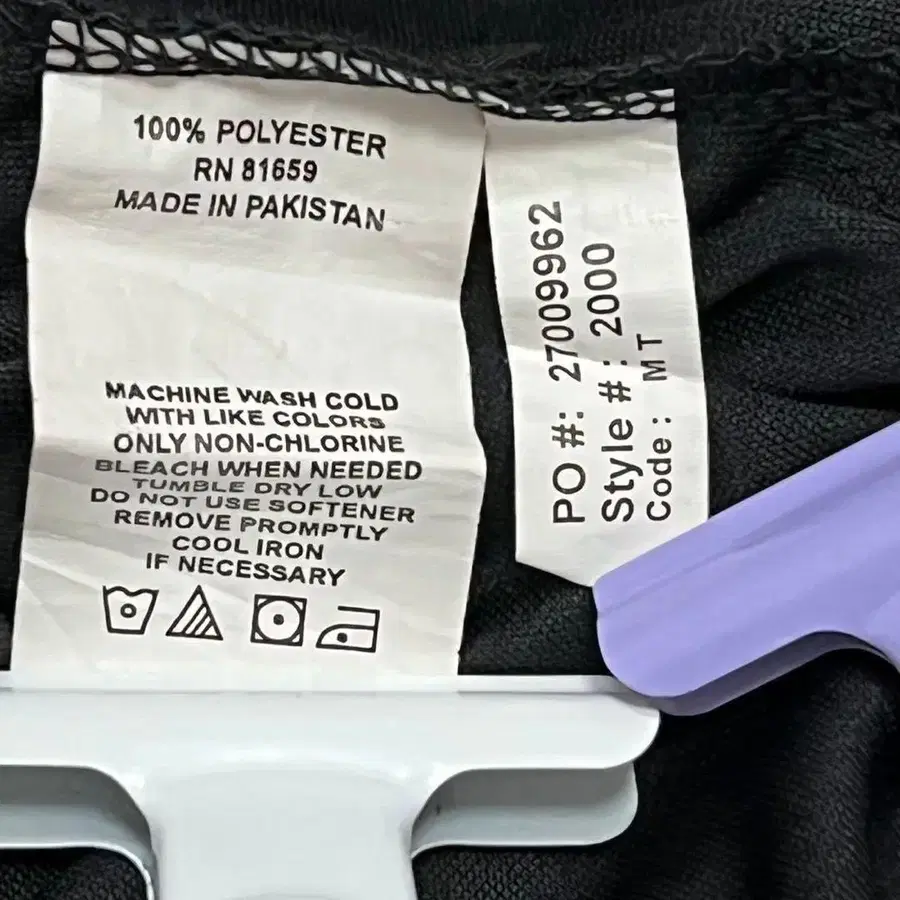 100% POLYESTER
RN 81659
MADE IN PAKISTAN
MACHINE WASH COLD
WITH LIKE COLORS
ONLY NON-CHLORINE
BLEACH WHEN NEEDED
TUMBLE DRY LOW
DO NOT USE SOFTENER
REMOVE PROMPTLY
COOL IRON
IF NECESSARY
PO #: 27009962
Style #: 2000
Code: MT